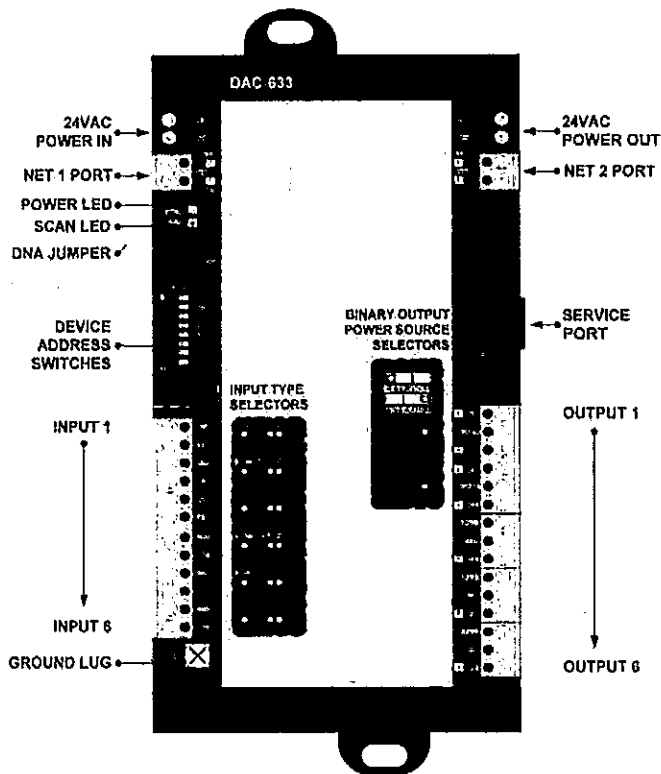 DAC 633
24VAC
POWER IN
NET 1 PORT
POWER LED
SCAN LED
DNA JUMPER
DEVICE
ADDRESS
SWITCHES
INPUT 1
INPUT 6
GROUND LUG
INPUT TYPE
SELECTORS
BINARY OUTPUT
POWER SOURCE
SELECTORS
EXTERNAL
INTERNAL
24VAC
POWER OUT
NET 2 PORT
SERVICE
PORT
OUTPUT 1
OUTPUT 6